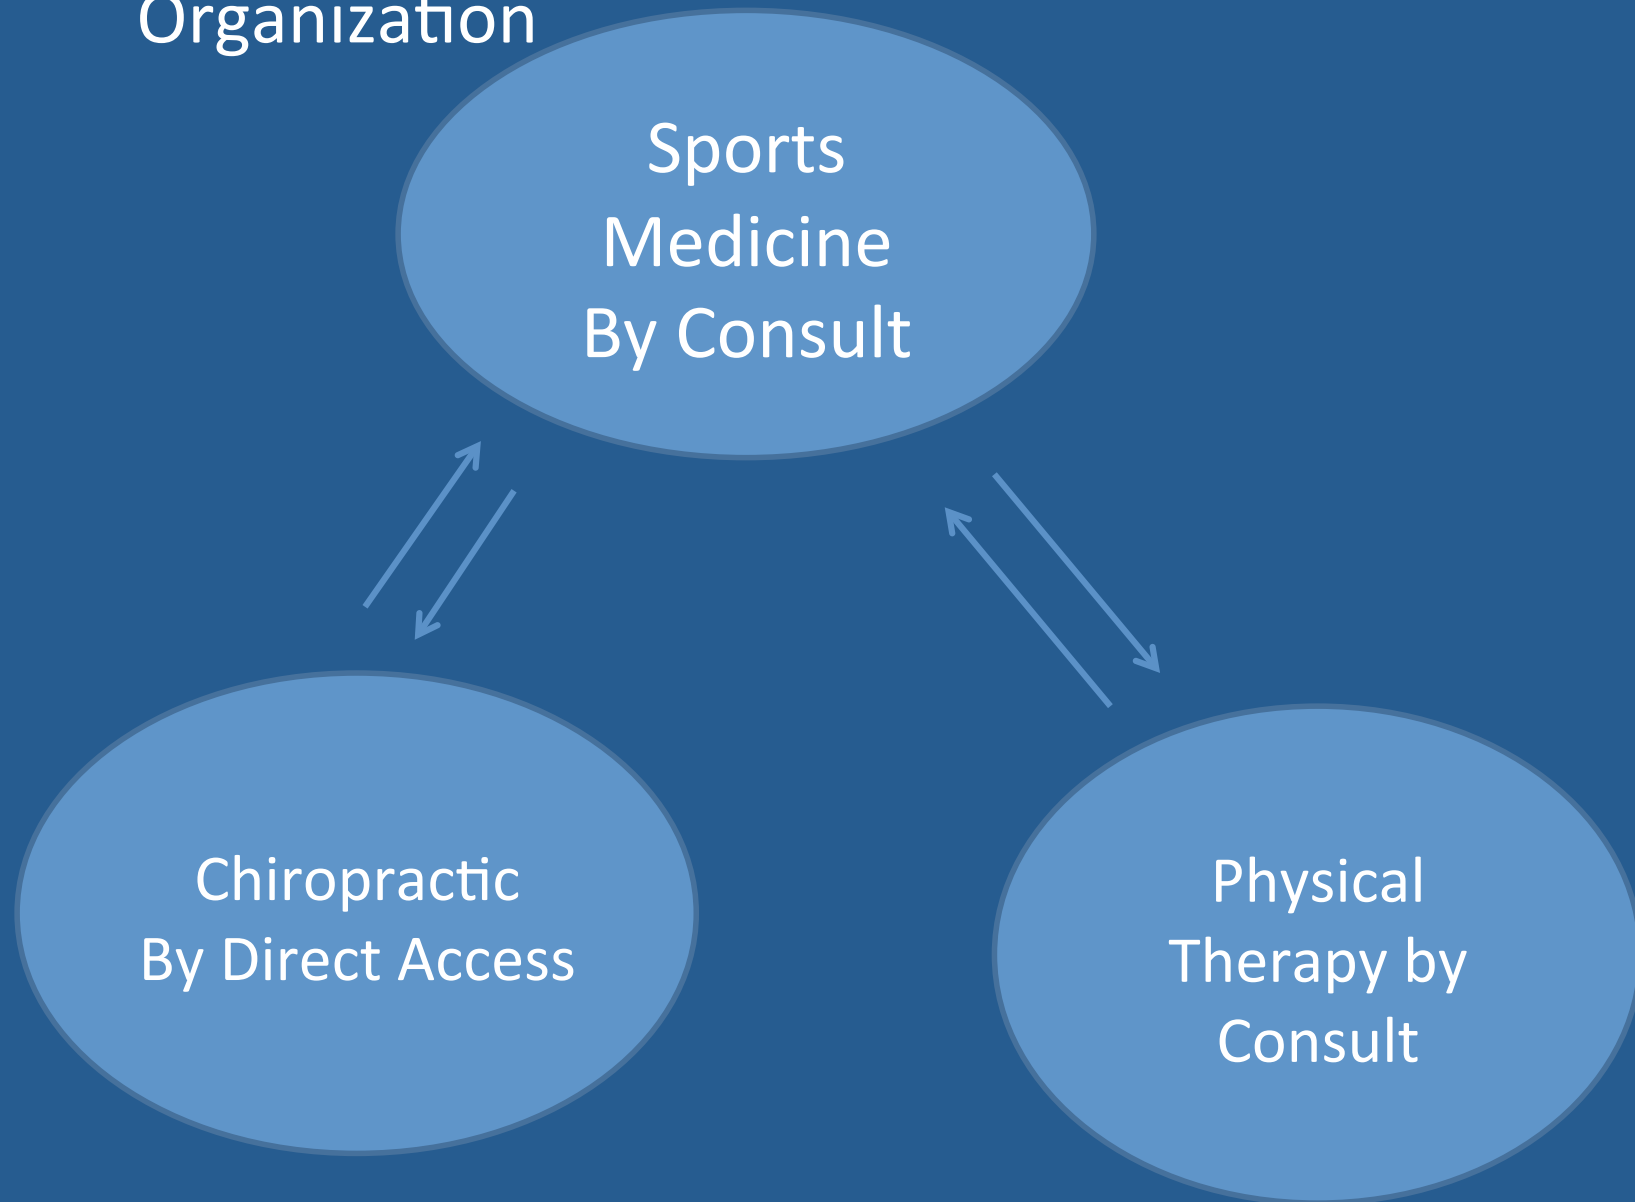 Organization
Sports
Medicine
By Consult
Chiropractic
By Direct Access
Physical
Therapy by
Consult